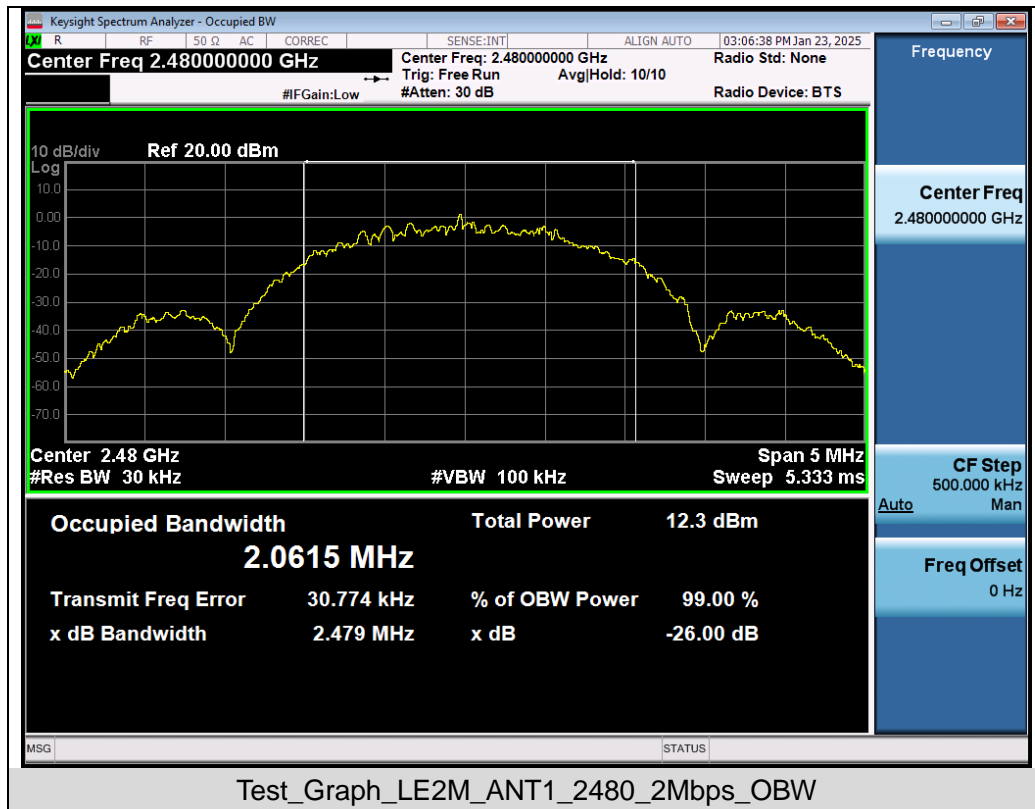 Keysight Spectrum Analyzer - Occupied BW
LXI R RF 50 Ω AC CORREC SENSE:INT ALIGN AUTO 03:06:38 PM Jan 23, 2025
Center Freq 2.480000000 GHz
#IFGain:Low
Center Freq: 2.480000000 GHz
Trig: Free Run Avg|Hold: 10/10
#Atten: 30 dB
Radio Std: None
Radio Device: BTS
10 dB/div Ref 20.00 dBm
Log
10.0
0.00
-10.0
-20.0
-30.0
-40.0
-50.0
-60.0
-70.0
Center 2.48 GHz Span 5 MHz
#Res BW 30 kHz #VBW 100 kHz Sweep 5.333 ms
Occupied Bandwidth Total Power 12.3 dBm
2.0615 MHz
Transmit Freq Error 30.774 kHz % of OBW Power 99.00 %
x dB Bandwidth 2.479 MHz x dB -26.00 dB
Frequency
Center Freq
2.480000000 GHz
CF Step
500.000 kHz
Auto Man
Freq Offset
0 Hz
MSG STATUS
Test_Graph_LE2M_ANT1_2480_2Mbps_OBW